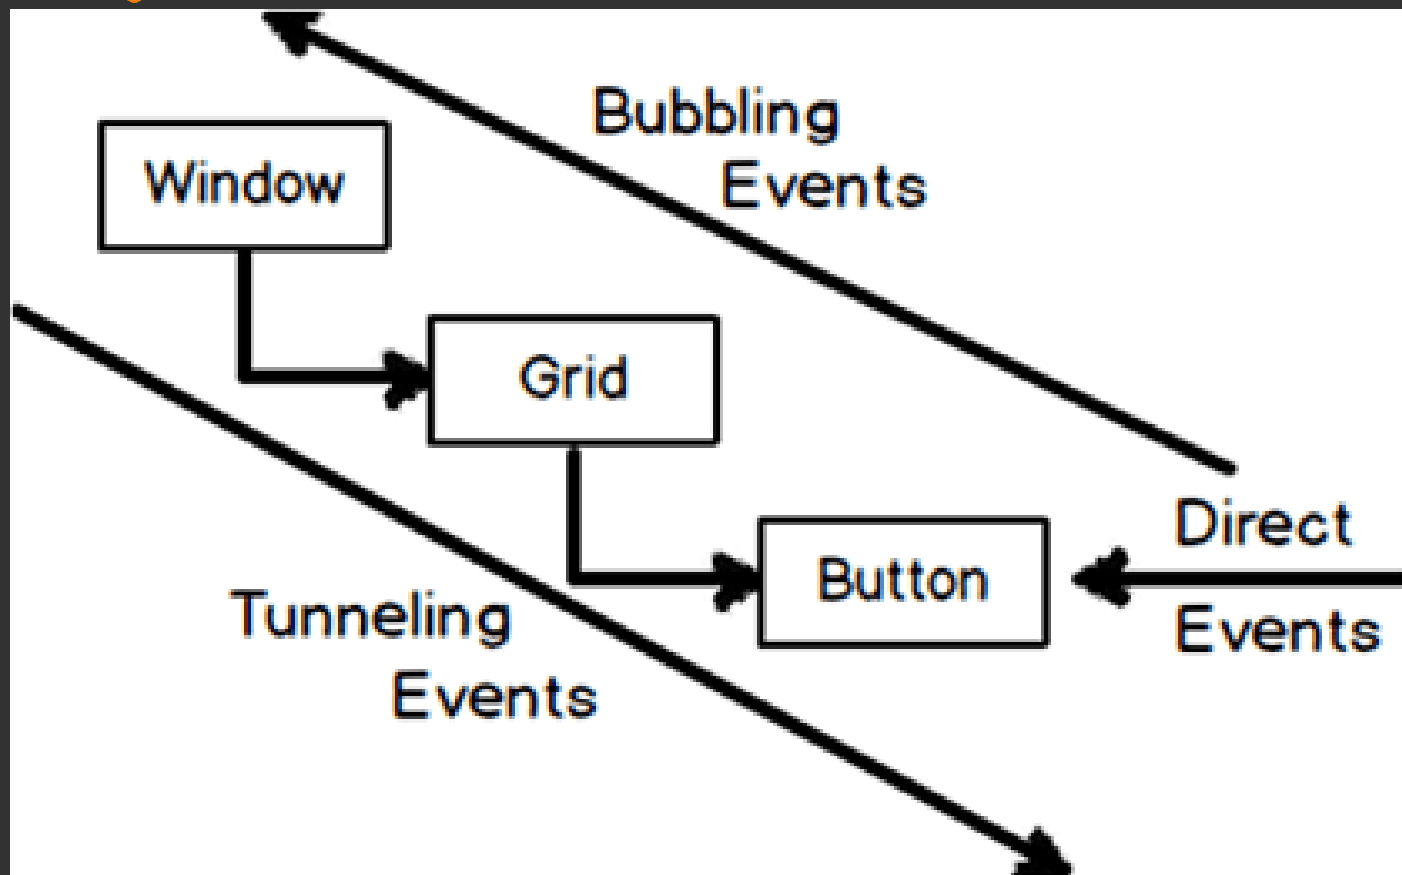 Bubbling
Events
Window
Grid
Direct
Button
Events
Tunneling
Events